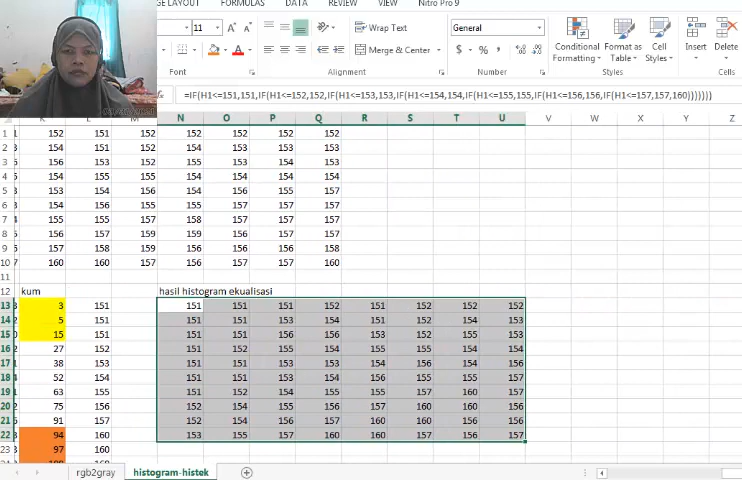 GE LAYOUT FORMULAS DATA REVIEW VIEW Nitro Pro 9
11 A A Wrap Text General
Merge & Center $ % Conditional Formatting Format as Table Cell Styles Insert Delete
Font Alignment Number Styles
fx =IF(H1<=151,151,IF(H1<=152,152,IF(H1<=153,153,IF(H1<=154,154,IF(H1<=155,155,IF(H1<=156,156,IF(H1<=157,157,160)))))))
K L M N O P Q R S T U V W X Y Z
1 152 151 152 152 152 152 152
2 154 151 152 154 153 153 153
3 156 153 152 155 153 154 153
4 154 155 155 154 154 154 154
5 153 154 156 154 156 155 157
6 154 156 156 155 157 157 157
7 155 155 157 158 157 157 157
8 156 157 159 159 156 157 157
9 157 158 159 156 157 156 158
10 160 160 157 156 157 157 160
11
12 kum hasil histogram ekualisasi
13 3 151 151 151 151 152 151 152 152 152
14 5 151 151 151 153 154 151 152 154 153
15 15 151 151 156 156 153 152 155 153
16 27 152 151 152 155 154 152 155 154 154
17 38 153 151 151 153 153 154 156 154 156
18 52 154 151 151 153 154 156 155 155 157
19 63 155 151 152 154 155 155 157 157 157
20 75 156 152 154 155 156 157 160 160 156
21 91 157 152 154 156 157 160 160 156 156
22 94 160 153 155 157 160 160 157 156 157
23 97 160
rgb2gray histogram-histek